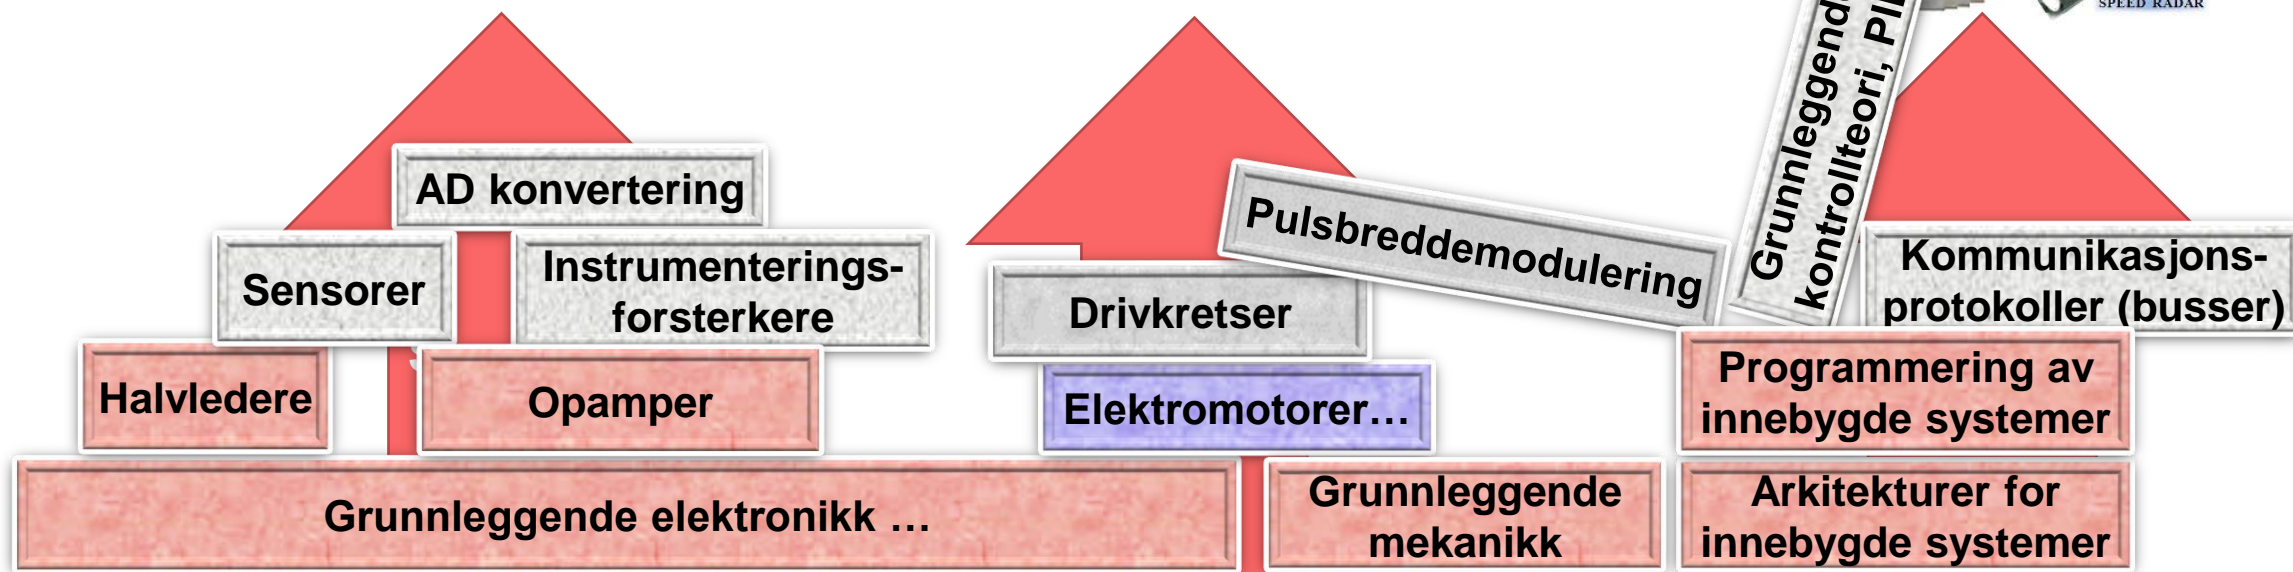 SPEED RADAR
Grunnleggende
kontrollteori,
AD konvertering
Pulsbreddemodulering
Sensorer
Instrumenterings-
forsterkere
Drivkretser
Kommunikasjons-
protokoller (busser)
Halvledere
Opamper
Elektromotorer…
Programmering av
innebygde systemer
Grunnleggende elektronikk …
Grunnleggende
mekanikk
Arkitekturer for
innebygde systemer